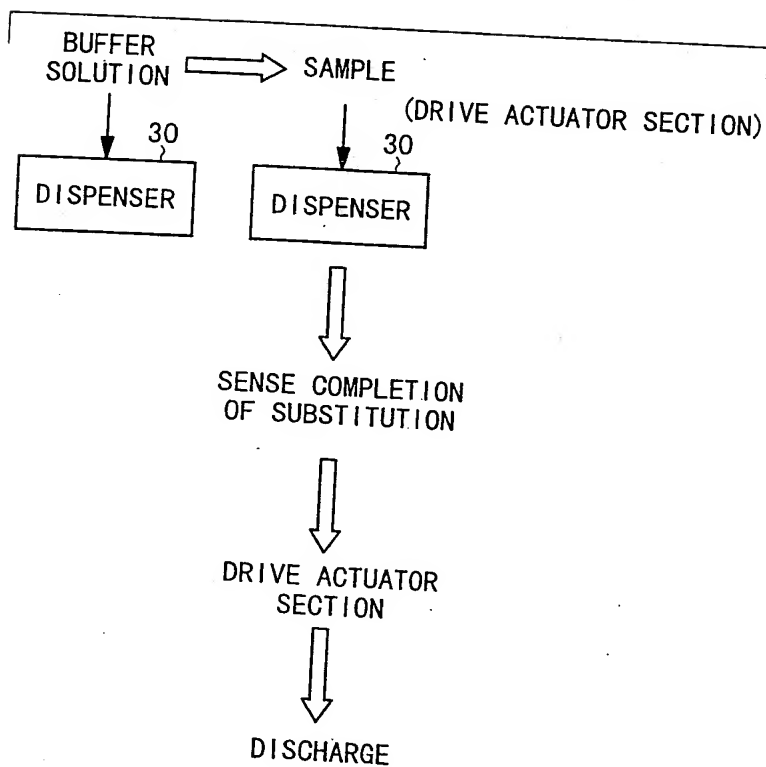 BUFFER
SOLUTION
SAMPLE
(DRIVE ACTUATOR SECTION)
30
30
DISPENSER
DISPENSER
SENSE COMPLETION
OF SUBSTITUTION
DRIVE ACTUATOR
SECTION
DISCHARGE